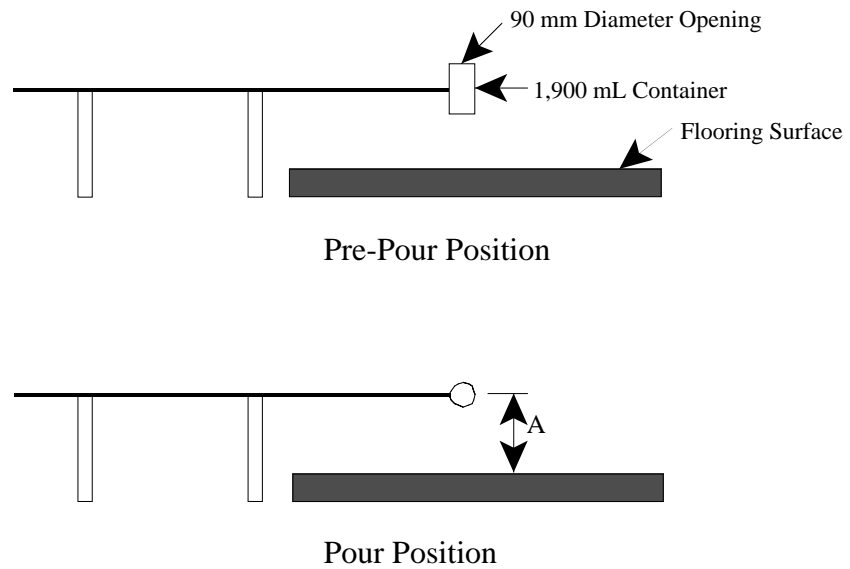 90 mm Diameter Opening
1,900 mL Container
Flooring Surface
Pre-Pour Position
A
Pour Position